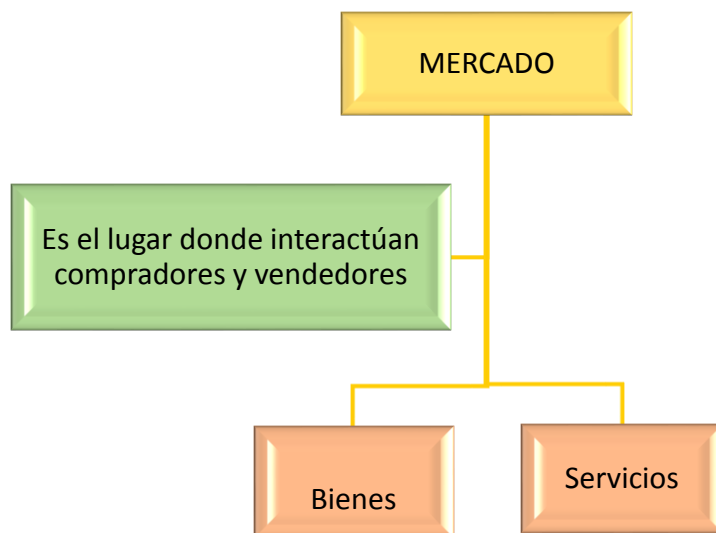 MERCADO
Es el lugar donde interactúan
compradores y vendedores
Bienes
Servicios